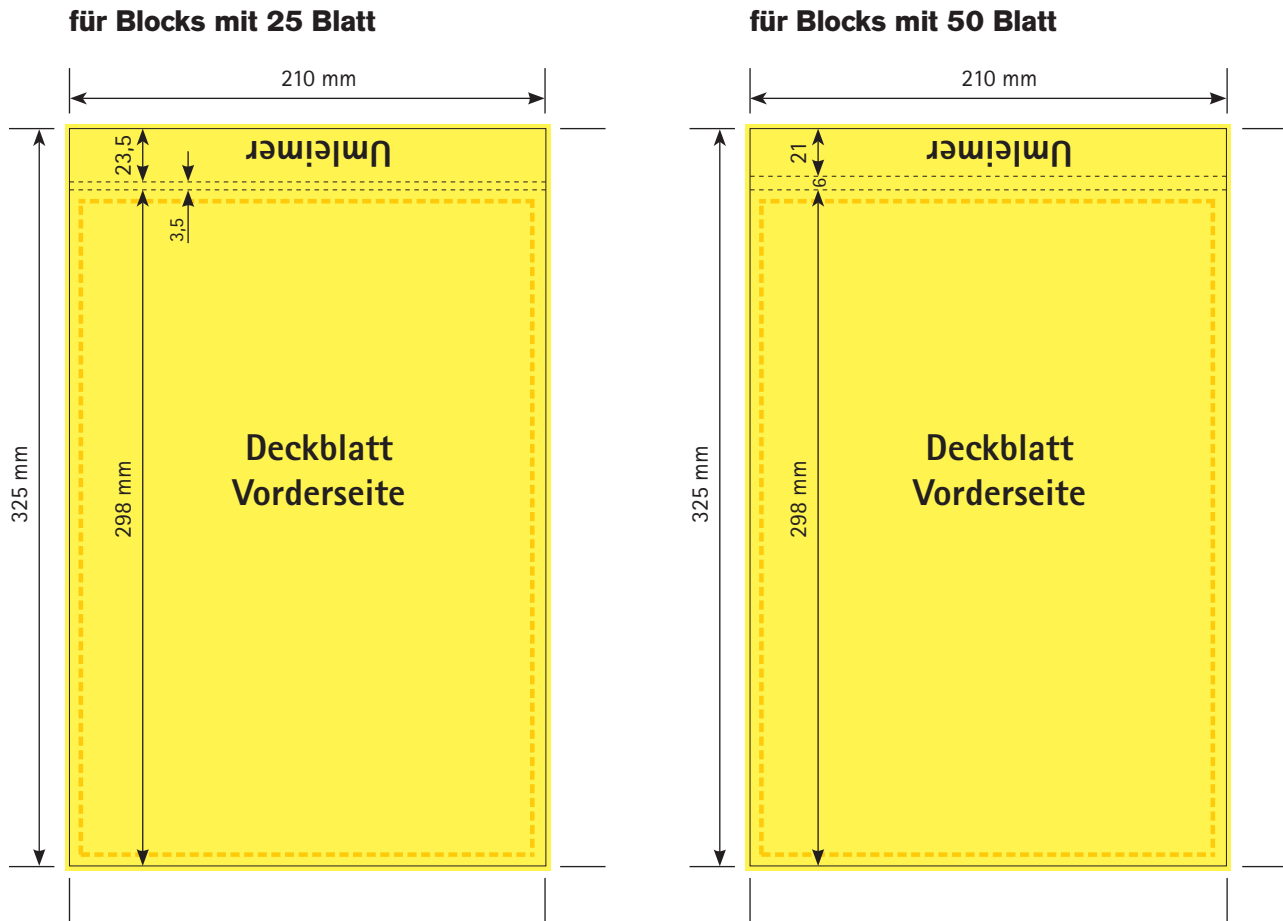 für Blocks mit 25 Blatt
210 mm
Umleimer
23,5
3,5
325 mm
298 mm
Deckblatt
Vorderseite
für Blocks mit 50 Blatt
210 mm
Umleimer
21
6
325 mm
298 mm
Deckblatt
Vorderseite